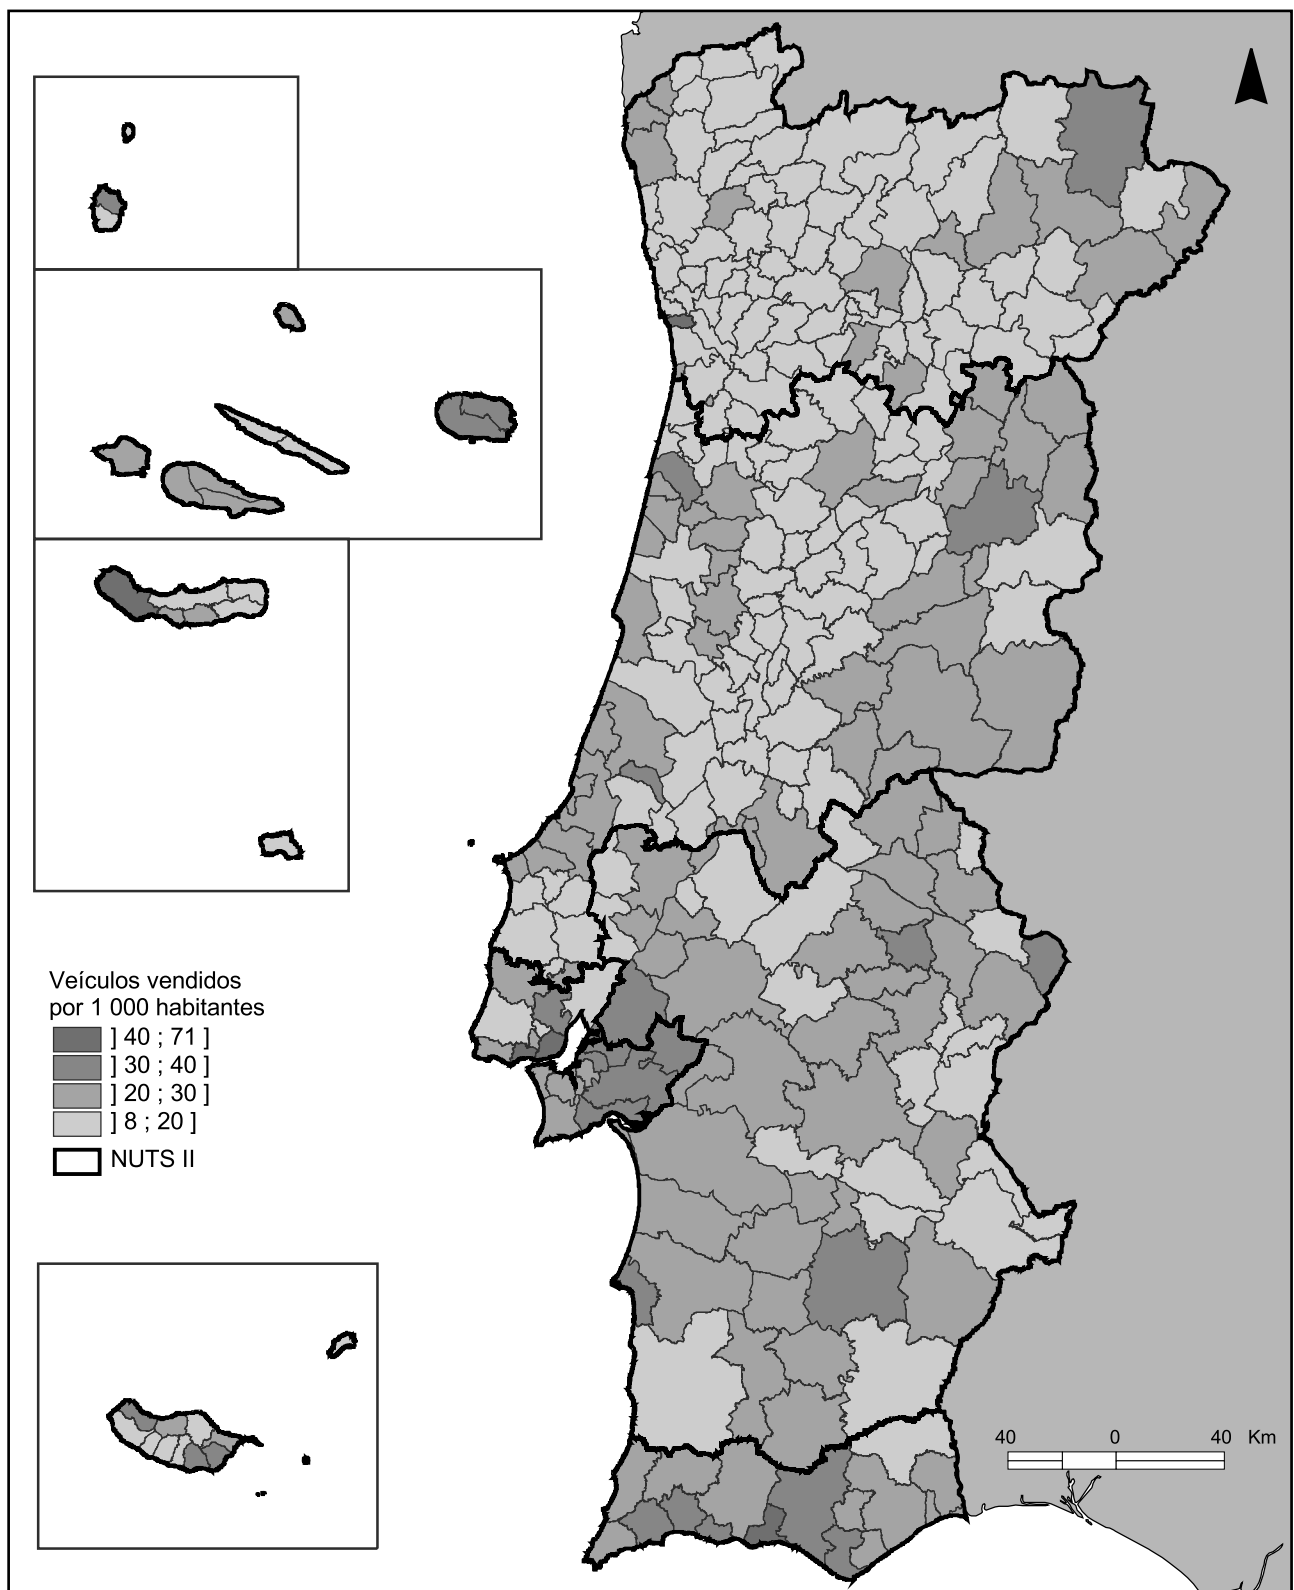 Veículos vendidos
por 1 000 habitantes
] 40 ; 71 ]
] 30 ; 40 ]
] 20 ; 30 ]
] 8 ; 20 ]
NUTS II
40 0 40 Km